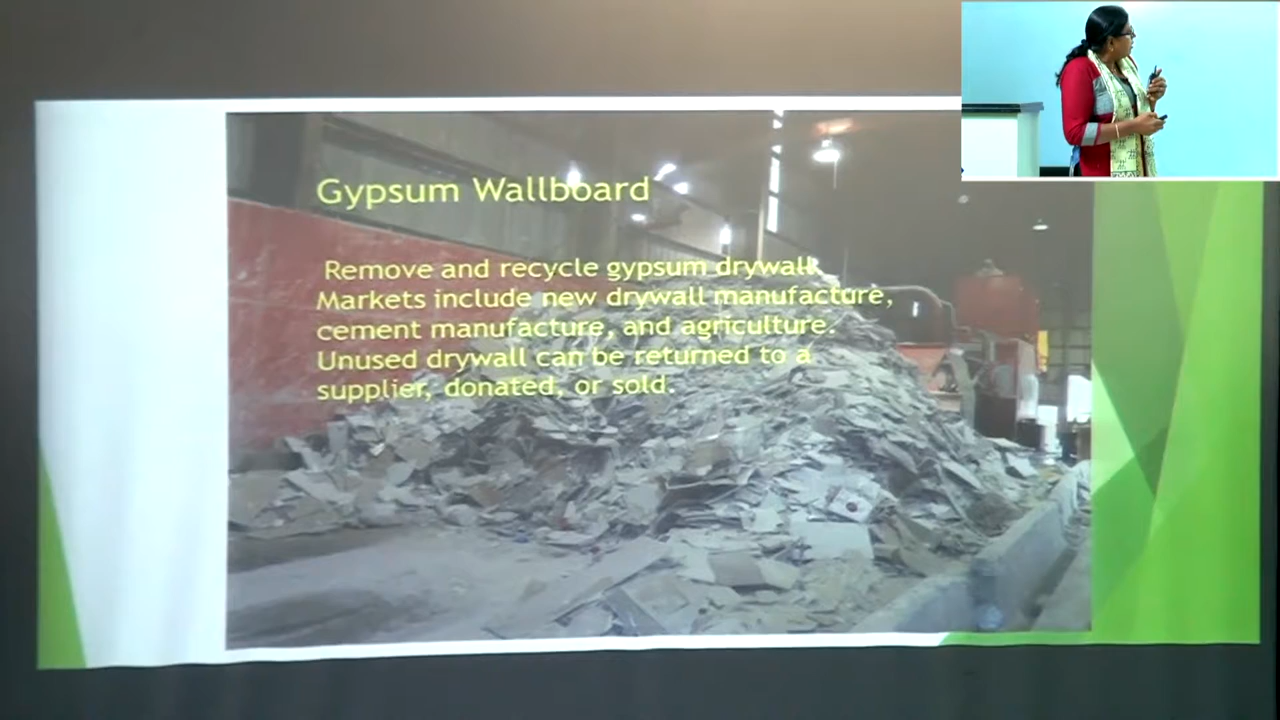 Gypsum Wallboard
Remove and recycle gypsum drywall.
Markets include new drywall manufacture,
cement manufacture, and agriculture.
Unused drywall can be returned to a
supplier, donated, or sold.